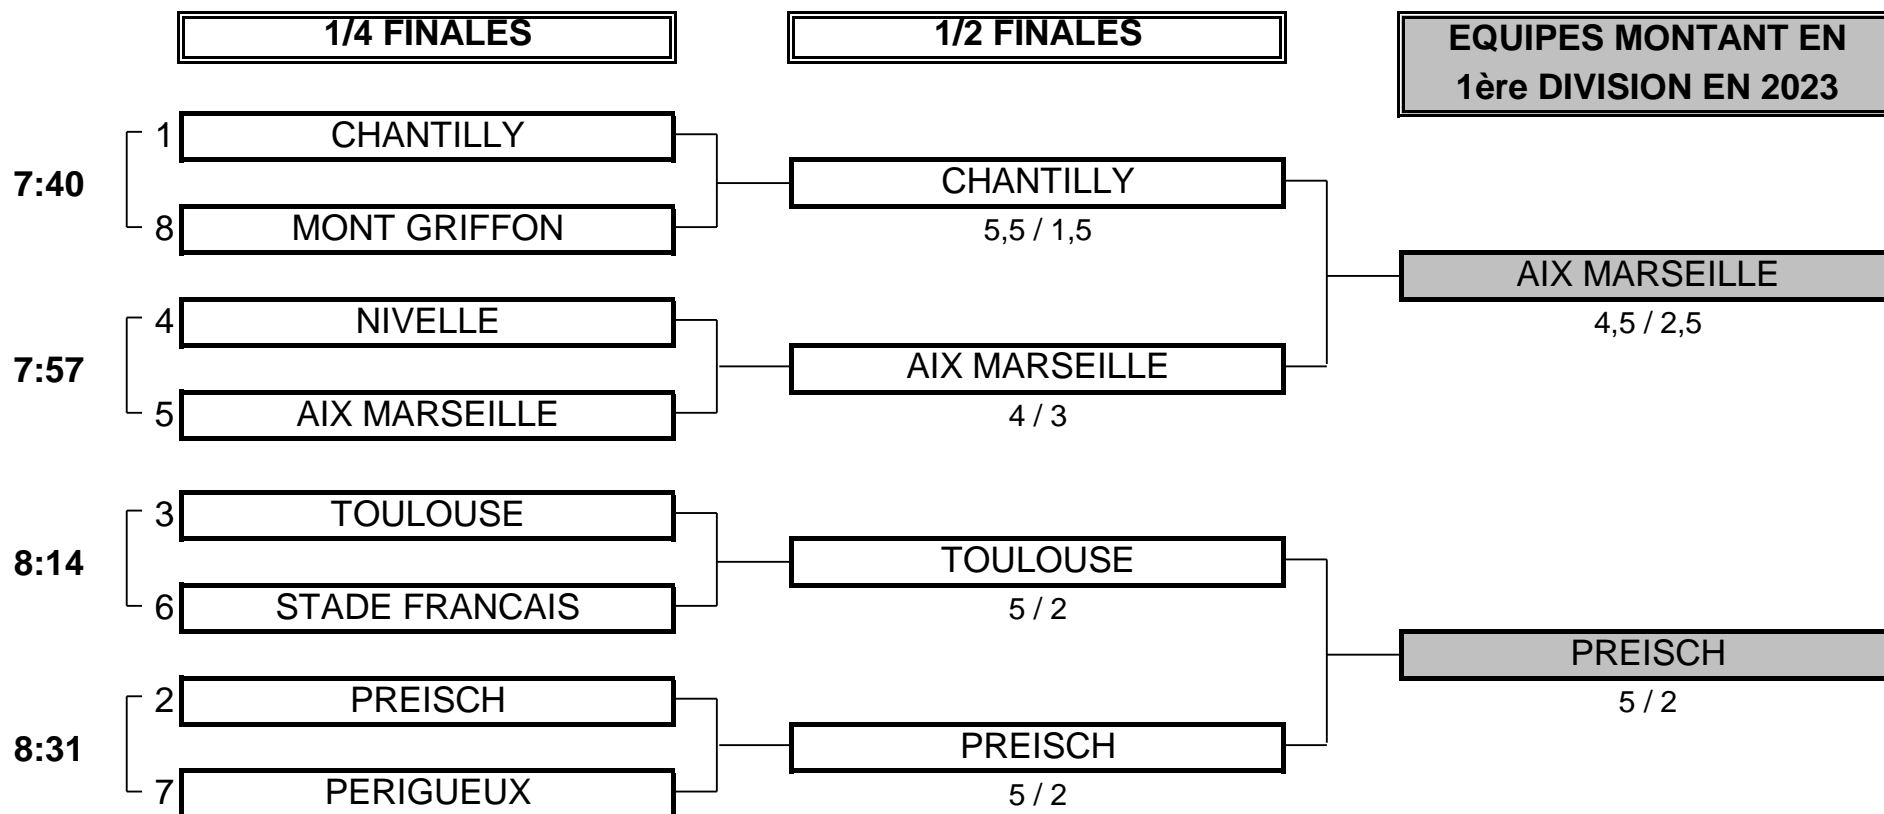 1/4 FINALES
1/2 FINALES
EQUIPES MONTANT EN
1ère DIVISION EN 2023
1 CHANTILLY
7:40
CHANTILLY
8 MONT GRIFFON
5,5 / 1,5
AIX MARSEILLE
4 NIVELLE
4,5 / 2,5
7:57
AIX MARSEILLE
5 AIX MARSEILLE
4 / 3
3 TOULOUSE
8:14
TOULOUSE
6 STADE FRANCAIS
5 / 2
PREISCH
2 PREISCH
5 / 2
8:31
PREISCH
7 PERIGUEUX
5 / 2